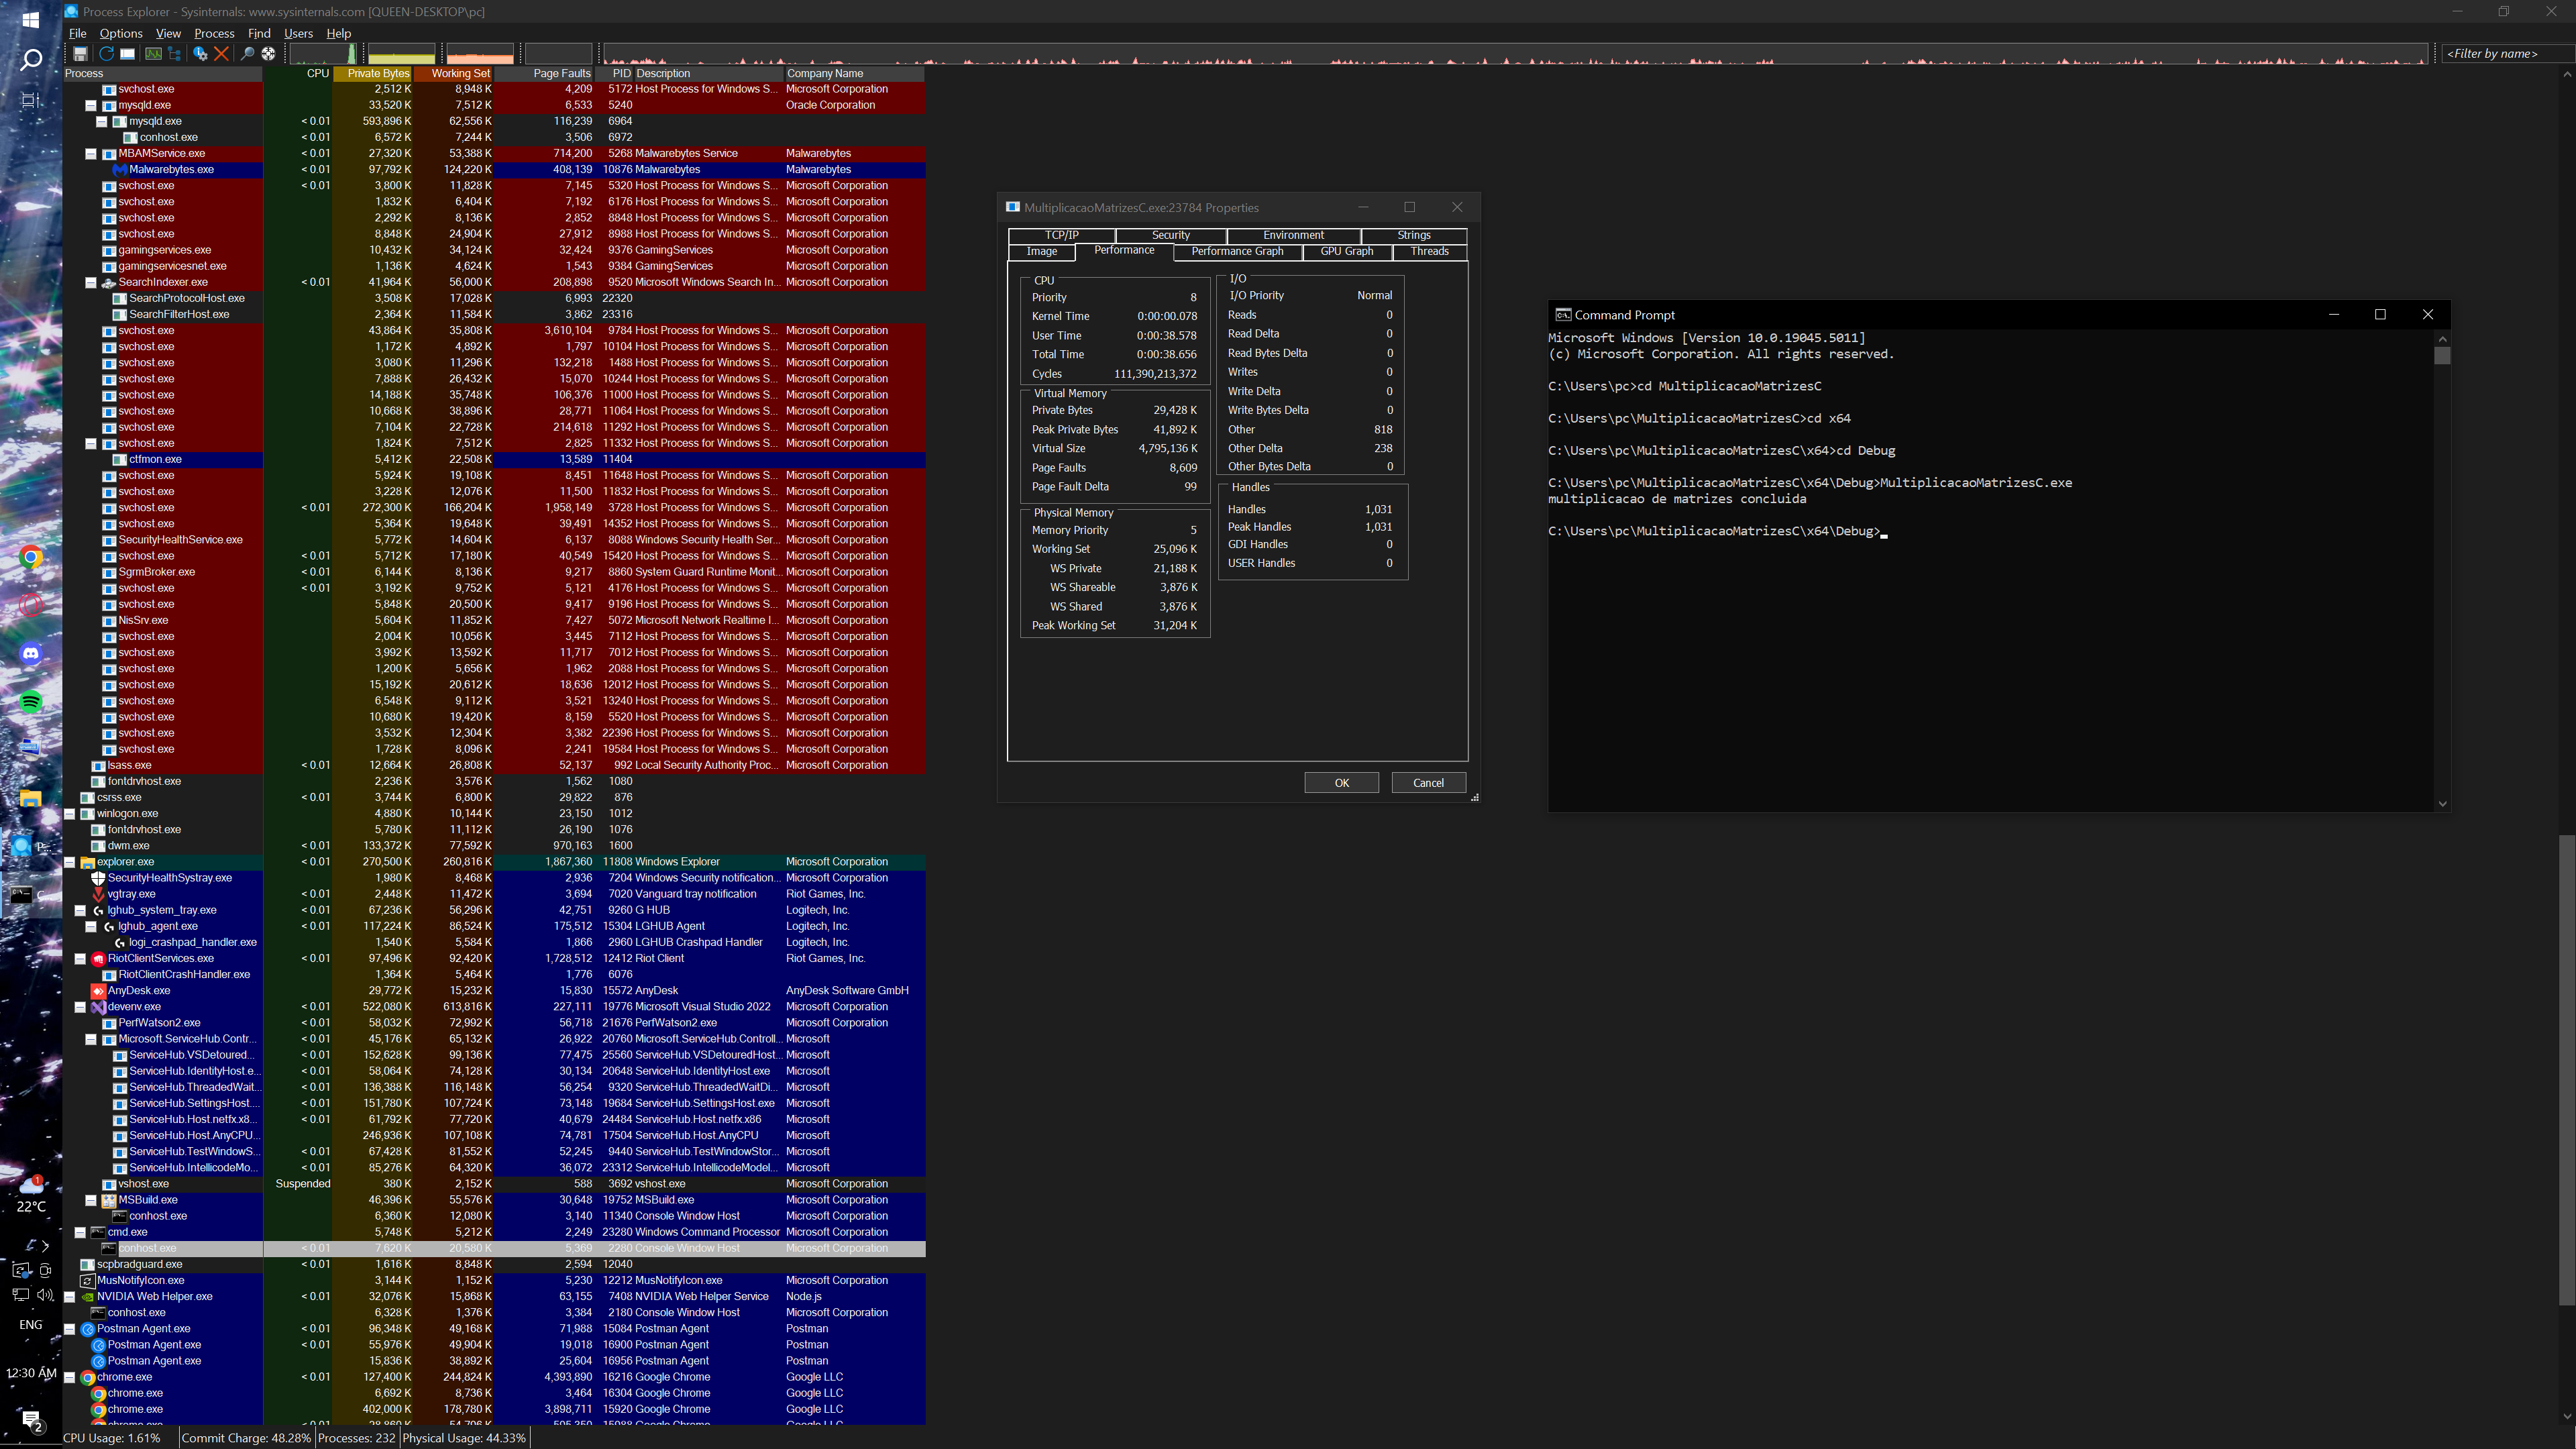 Process Explorer - Sysinternals: www.sysinternals.com [QUEEN-DESKTOP\pc]
File Options View Process Find Users Help
<Filter by name>
Process CPU Private Bytes Working Set Page Faults PID Description Company Name
svchost.exe 2,512 K 8,948 K 4,209 5172 Host Process for Windows S... Microsoft Corporation
mysqld.exe 33,520 K 7,512 K 6,533 5240 Oracle Corporation
mysqld.exe < 0.01 593,896 K 62,556 K 116,239 6964
conhost.exe < 0.01 6,572 K 7,244 K 3,506 6972
MBAMService.exe < 0.01 27,320 K 53,388 K 714,200 5268 Malwarebytes Service Malwarebytes
Malwarebytes.exe < 0.01 97,792 K 124,220 K 408,139 10876 Malwarebytes Malwarebytes
svchost.exe < 0.01 3,800 K 11,828 K 7,145 5320 Host Process for Windows S... Microsoft Corporation
svchost.exe 1,832 K 6,404 K 7,192 6176 Host Process for Windows S... Microsoft Corporation
svchost.exe 2,292 K 8,136 K 2,852 8848 Host Process for Windows S... Microsoft Corporation
svchost.exe 8,848 K 24,904 K 27,912 8988 Host Process for Windows S... Microsoft Corporation
gamingservices.exe 10,432 K 34,124 K 32,424 9376 GamingServices Microsoft Corporation
gamingservicesnet.exe 1,136 K 4,624 K 1,543 9384 GamingServices Microsoft Corporation
SearchIndexer.exe < 0.01 41,964 K 56,000 K 208,898 9520 Microsoft Windows Search In... Microsoft Corporation
SearchProtocolHost.exe 3,508 K 17,028 K 6,993 22320
SearchFilterHost.exe 2,364 K 11,584 K 3,862 23316
svchost.exe 43,864 K 35,808 K 3,610,104 9784 Host Process for Windows S... Microsoft Corporation
svchost.exe 1,172 K 4,892 K 1,797 10104 Host Process for Windows S... Microsoft Corporation
svchost.exe 3,080 K 11,296 K 132,218 1488 Host Process for Windows S... Microsoft Corporation
svchost.exe 7,888 K 26,432 K 15,070 10244 Host Process for Windows S... Microsoft Corporation
svchost.exe 14,188 K 35,748 K 106,376 11000 Host Process for Windows S... Microsoft Corporation
svchost.exe 10,668 K 38,896 K 28,771 11064 Host Process for Windows S... Microsoft Corporation
svchost.exe 7,104 K 22,728 K 214,618 11292 Host Process for Windows S... Microsoft Corporation
svchost.exe 1,824 K 7,512 K 2,825 11332 Host Process for Windows S... Microsoft Corporation
ctfmon.exe 5,412 K 22,508 K 13,589 11404
svchost.exe 5,924 K 19,108 K 8,451 11648 Host Process for Windows S... Microsoft Corporation
svchost.exe 3,228 K 12,076 K 11,500 11832 Host Process for Windows S... Microsoft Corporation
svchost.exe < 0.01 272,300 K 166,204 K 1,958,149 3728 Host Process for Windows S... Microsoft Corporation
svchost.exe 5,364 K 19,648 K 39,491 14352 Host Process for Windows S... Microsoft Corporation
SecurityHealthService.exe 5,772 K 14,604 K 6,137 8088 Windows Security Health Ser... Microsoft Corporation
svchost.exe < 0.01 5,712 K 17,180 K 40,549 15420 Host Process for Windows S... Microsoft Corporation
SgrmBroker.exe < 0.01 6,144 K 8,136 K 9,217 8860 System Guard Runtime Monit... Microsoft Corporation
svchost.exe < 0.01 3,192 K 9,752 K 5,121 4176 Host Process for Windows S... Microsoft Corporation
svchost.exe 5,848 K 20,500 K 9,417 9196 Host Process for Windows S... Microsoft Corporation
NisSrv.exe 5,604 K 11,852 K 7,427 5072 Microsoft Network Realtime I... Microsoft Corporation
svchost.exe 2,004 K 10,056 K 3,445 7112 Host Process for Windows S... Microsoft Corporation
svchost.exe 3,992 K 13,592 K 11,717 7012 Host Process for Windows S... Microsoft Corporation
svchost.exe 1,200 K 5,656 K 1,962 2088 Host Process for Windows S... Microsoft Corporation
svchost.exe 15,192 K 20,612 K 18,636 12012 Host Process for Windows S... Microsoft Corporation
svchost.exe 6,548 K 9,112 K 3,521 13240 Host Process for Windows S... Microsoft Corporation
svchost.exe 10,680 K 19,420 K 8,159 5520 Host Process for Windows S... Microsoft Corporation
svchost.exe 3,532 K 12,304 K 3,382 22396 Host Process for Windows S... Microsoft Corporation
svchost.exe 1,728 K 8,096 K 2,241 19584 Host Process for Windows S... Microsoft Corporation
lsass.exe < 0.01 12,664 K 26,808 K 52,137 992 Local Security Authority Proc... Microsoft Corporation
fontdrvhost.exe 2,236 K 3,576 K 1,562 1080
csrss.exe < 0.01 3,744 K 6,800 K 29,822 876
winlogon.exe 4,880 K 10,144 K 23,150 1012
fontdrvhost.exe 5,780 K 11,112 K 26,190 1076
dwm.exe < 0.01 133,372 K 77,592 K 970,163 1600
explorer.exe < 0.01 270,500 K 260,816 K 1,867,360 11808 Windows Explorer Microsoft Corporation
SecurityHealthSystray.exe 1,980 K 8,468 K 2,936 7204 Windows Security notification... Microsoft Corporation
vgtray.exe < 0.01 2,448 K 11,472 K 3,694 7020 Vanguard tray notification Riot Games, Inc.
lghub_system_tray.exe < 0.01 67,236 K 56,296 K 42,751 9260 G HUB Logitech, Inc.
lghub_agent.exe < 0.01 117,224 K 86,524 K 175,512 15304 LGHUB Agent Logitech, Inc.
logi_crashpad_handler.exe 1,540 K 5,584 K 1,866 2960 LGHUB Crashpad Handler Logitech, Inc.
RiotClientServices.exe < 0.01 97,496 K 92,420 K 1,728,512 12412 Riot Client Riot Games, Inc.
RiotClientCrashHandler.exe 1,364 K 5,464 K 1,776 6076
AnyDesk.exe 29,772 K 15,232 K 15,830 15572 AnyDesk AnyDesk Software GmbH
devenv.exe < 0.01 522,080 K 613,816 K 227,111 19776 Microsoft Visual Studio 2022 Microsoft Corporation
PerfWatson2.exe < 0.01 58,032 K 72,992 K 56,718 21676 PerfWatson2.exe Microsoft Corporation
Microsoft.ServiceHub.Contr... < 0.01 45,176 K 65,132 K 26,922 20760 Microsoft.ServiceHub.Controll... Microsoft
ServiceHub.VSDetoured... < 0.01 152,628 K 99,136 K 77,475 25560 ServiceHub.VSDetouredHost... Microsoft
ServiceHub.IdentityHost.e... < 0.01 58,064 K 74,128 K 30,134 20648 ServiceHub.IdentityHost.exe Microsoft
ServiceHub.ThreadedWait... < 0.01 136,388 K 116,148 K 56,254 9320 ServiceHub.ThreadedWaitDi... Microsoft
ServiceHub.SettingsHost.... < 0.01 151,780 K 107,724 K 73,148 19684 ServiceHub.SettingsHost.exe Microsoft
ServiceHub.Host.netfx.x8... < 0.01 61,792 K 77,720 K 40,679 24484 ServiceHub.Host.netfx.x86 Microsoft
ServiceHub.Host.AnyCPU... 246,936 K 107,108 K 74,781 17504 ServiceHub.Host.AnyCPU Microsoft
ServiceHub.TestWindowS... < 0.01 67,428 K 81,552 K 52,245 9440 ServiceHub.TestWindowStor... Microsoft
ServiceHub.IntellicodeMo... < 0.01 85,276 K 64,320 K 36,072 23312 ServiceHub.IntellicodeModel... Microsoft
vshost.exe Suspended 380 K 2,152 K 588 3692 vshost.exe Microsoft Corporation
MSBuild.exe 46,396 K 55,576 K 30,648 19752 MSBuild.exe Microsoft Corporation
conhost.exe 6,360 K 12,080 K 3,140 11340 Console Window Host Microsoft Corporation
cmd.exe 5,748 K 5,212 K 2,249 23280 Windows Command Processor Microsoft Corporation
conhost.exe < 0.01 7,620 K 20,580 K 5,369 2280 Console Window Host Microsoft Corporation
scpbradguard.exe < 0.01 1,616 K 8,848 K 2,594 12040
MusNotifyIcon.exe 3,144 K 1,152 K 5,230 12212 MusNotifyIcon.exe Microsoft Corporation
NVIDIA Web Helper.exe < 0.01 32,076 K 15,868 K 63,155 7408 NVIDIA Web Helper Service Node.js
conhost.exe 6,328 K 1,376 K 3,384 2180 Console Window Host Microsoft Corporation
Postman Agent.exe < 0.01 96,348 K 49,168 K 71,988 15084 Postman Agent Postman
Postman Agent.exe < 0.01 55,976 K 49,904 K 19,018 16900 Postman Agent Postman
Postman Agent.exe 15,836 K 38,892 K 25,604 16956 Postman Agent Postman
chrome.exe < 0.01 127,400 K 244,824 K 4,393,890 16216 Google Chrome Google LLC
chrome.exe 6,692 K 8,736 K 3,464 16304 Google Chrome Google LLC
chrome.exe 402,000 K 178,780 K 3,898,711 15920 Google Chrome Google LLC
CPU Usage: 1.61% Commit Charge: 48.28% Processes: 232 Physical Usage: 44.33%
MultiplicacaoMatrizesC.exe:23784 Properties
TCP/IP Security Environment Strings
Image Performance Performance Graph GPU Graph Threads
CPU
Priority 8
Kernel Time 0:00:00.078
User Time 0:00:38.578
Total Time 0:00:38.656
Cycles 111,390,213,372
Virtual Memory
Private Bytes 29,428 K
Peak Private Bytes 41,892 K
Virtual Size 4,795,136 K
Page Faults 8,609
Page Fault Delta 99
Physical Memory
Memory Priority 5
Working Set 25,096 K
WS Private 21,188 K
WS Shareable 3,876 K
WS Shared 3,876 K
Peak Working Set 31,204 K
I/O
I/O Priority Normal
Reads 0
Read Delta 0
Read Bytes Delta 0
Writes 0
Write Delta 0
Write Bytes Delta 0
Other 818
Other Delta 238
Other Bytes Delta 0
Handles
Handles 1,031
Peak Handles 1,031
GDI Handles 0
USER Handles 0
OK Cancel
Command Prompt
Microsoft Windows [Version 10.0.19045.5011]
(c) Microsoft Corporation. All rights reserved.
C:\Users\pc>cd MultiplicacaoMatrizesC
C:\Users\pc\MultiplicacaoMatrizesC>cd x64
C:\Users\pc\MultiplicacaoMatrizesC\x64>cd Debug
C:\Users\pc\MultiplicacaoMatrizesC\x64\Debug>MultiplicacaoMatrizesC.exe
multiplicacao de matrizes concluida
C:\Users\pc\MultiplicacaoMatrizesC\x64\Debug>
P...
C...
1
22°C
ENG
12:30 AM
2